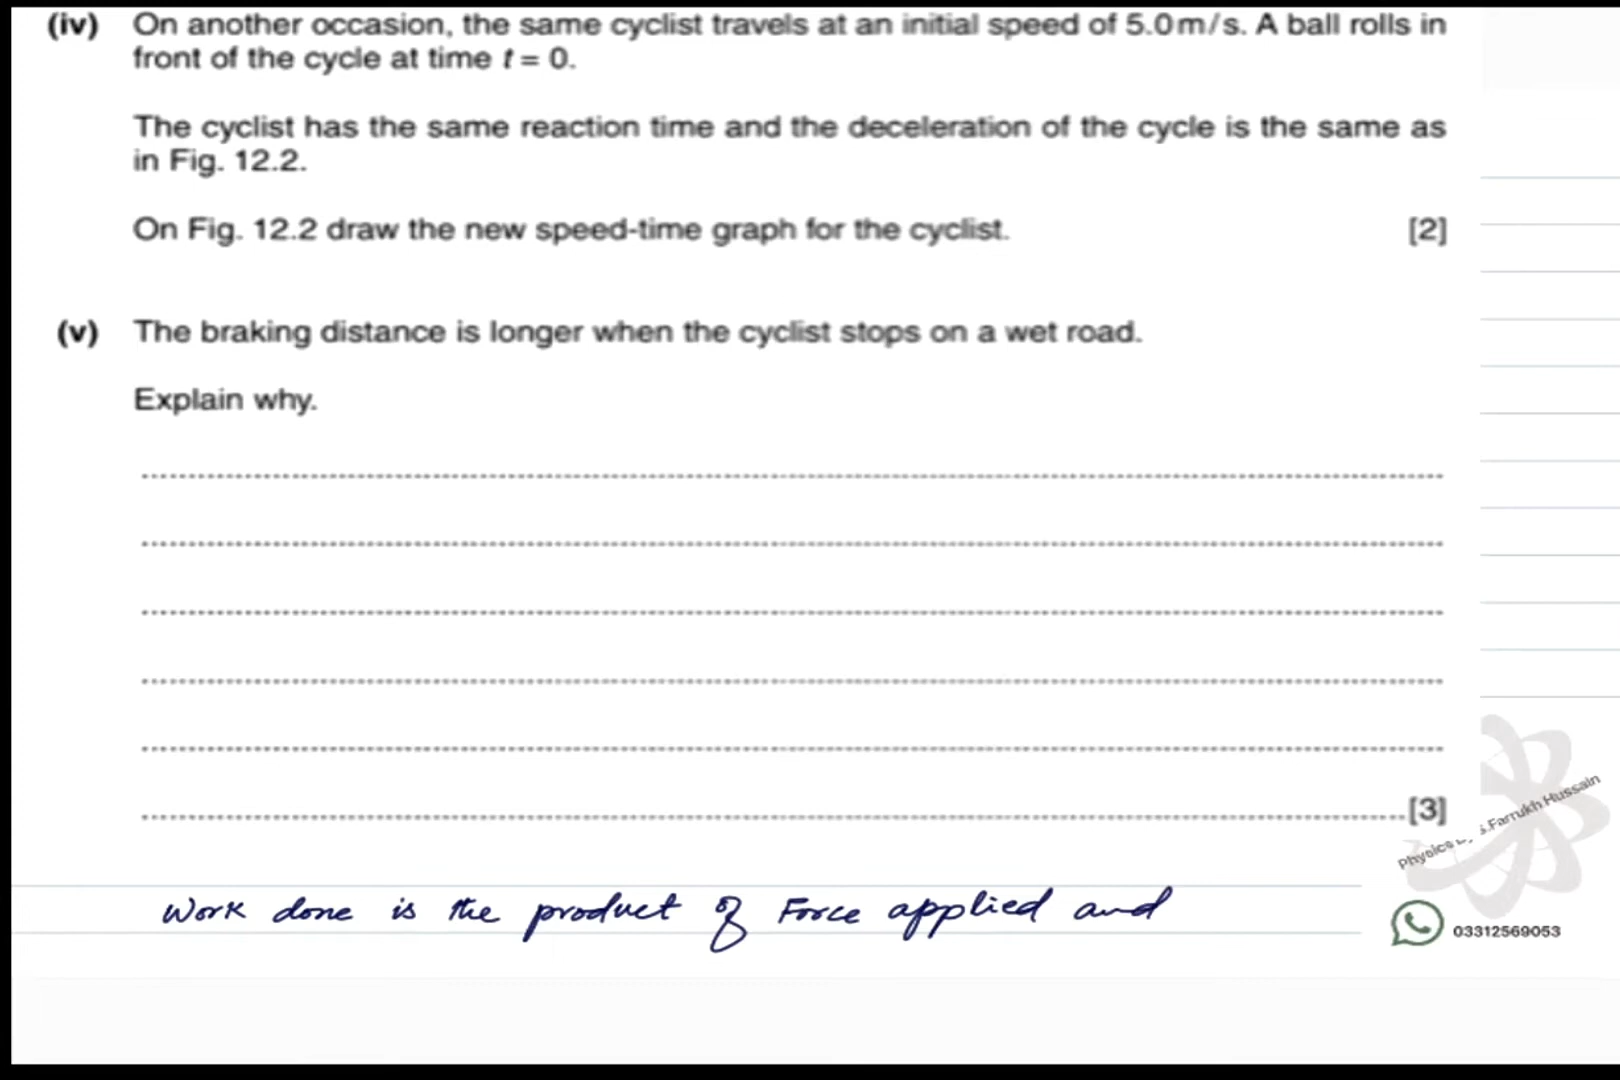 (iv) On another occasion, the same cyclist travels at an initial speed of 5.0 m/s. A ball rolls in
front of the cycle at time t = 0.
The cyclist has the same reaction time and the deceleration of the cycle is the same as
in Fig. 12.2.
On Fig. 12.2 draw the new speed-time graph for the cyclist. [2]
(v) The braking distance is longer when the cyclist stops on a wet road.
Explain why.
[3]
Work done is the product of Force applied and
Physics S.Farrukh Hussain
03312569053